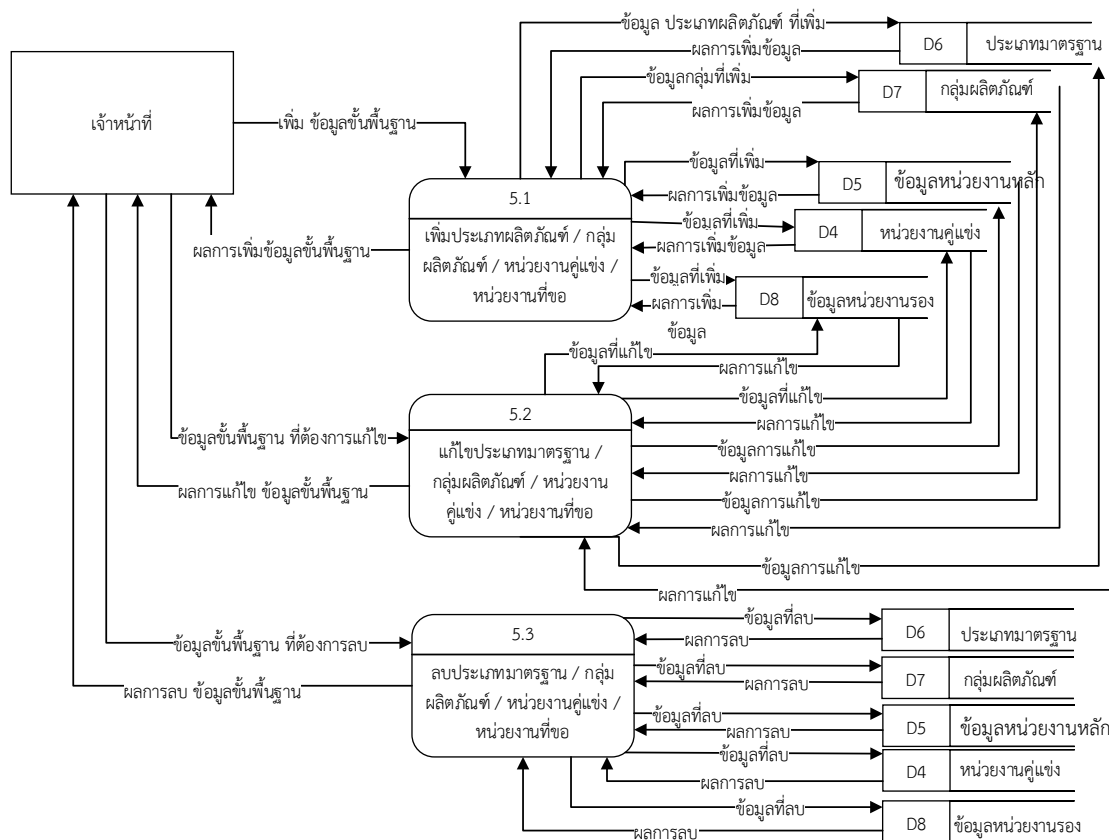 ข้อมูล ประเภทผลิตภัณฑ์ ที่เพิ่ม
D6
ประเภทมาตรฐาน
ผลการเพิ่มข้อมูล
ข้อมูลกลุ่มที่เพิ่ม
D7
กลุ่มผลิตภัณฑ์
ผลการเพิ่มข้อมูล
เจ้าหน้าที่
เพิ่ม ข้อมูลขั้นพื้นฐาน
ข้อมูลที่เพิ่ม
D5
ข้อมูลหน่วยงานหลัก
ผลการเพิ่มข้อมูล
5.1
ข้อมูลที่เพิ่ม
D4
หน่วยงานคู่แข่ง
ผลการเพิ่มข้อมูล
เพิ่มประเภทผลิตภัณฑ์ / กลุ่ม
ผลิตภัณฑ์ / หน่วยงานคู่แข่ง /
หน่วยงานที่ขอ
ผลการเพิ่มข้อมูลขั้นพื้นฐาน
ข้อมูลที่เพิ่ม
D8
ข้อมูลหน่วยงานรอง
ผลการเพิ่ม
ข้อมูล
ข้อมูลที่แก้ไข
ผลการแก้ไข
5.2
ข้อมูลที่แก้ไข
ผลการแก้ไข
ข้อมูลขั้นพื้นฐาน ที่ต้องการแก้ไข
แก้ไขประเภทมาตรฐาน /
กลุ่มผลิตภัณฑ์ / หน่วยงาน
คู่แข่ง / หน่วยงานที่ขอ
ข้อมูลการแก้ไข
ผลการแก้ไข
ผลการแก้ไข ข้อมูลขั้นพื้นฐาน
ข้อมูลการแก้ไข
ผลการแก้ไข
ข้อมูลการแก้ไข
ผลการแก้ไข
5.3
ข้อมูลที่ลบ
D6
ประเภทมาตรฐาน
ผลการลบ
ข้อมูลขั้นพื้นฐาน ที่ต้องการลบ
ลบประเภทมาตรฐาน / กลุ่ม
ผลิตภัณฑ์ / หน่วยงานคู่แข่ง/
หน่วยงานที่ขอ
ข้อมูลที่ลบ
D7
กลุ่มผลิตภัณฑ์
ผลการลบ
ผลการลบ ข้อมูลขั้นพื้นฐาน
ข้อมูลที่ลบ
D5
ข้อมูลหน่วยงานหลัก
ผลการลบ
ข้อมูลที่ลบ
D4
หน่วยงานคู่แข่ง
ผลการลบ
ข้อมูลที่ลบ
D8
ข้อมูลหน่วยงานรอง
ผลการลบ